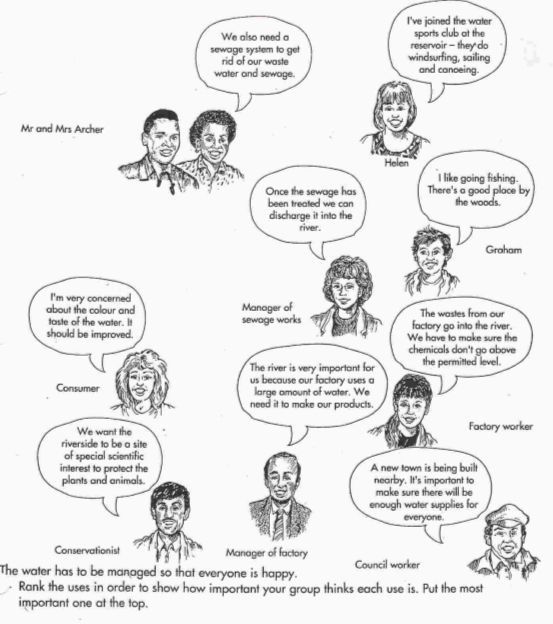 We also need a
sewage system to get
rid of our waste
water and sewage.
I've joined the water
sports club at the
reservoir – they do
windsurfing, sailing
and canoeing.
Mr and Mrs Archer
Helen
Once the sewage has
been treated we can
discharge it into the
river.
I like going fishing.
There's a good place by
the woods.
Graham
Manager of
sewage works
I'm very concerned
about the colour and
taste of the water. It
should be improved.
Consumer
The river is very important for
us because our factory uses a
large amount of water. We
need it to make our products.
The wastes from our
factory go into the river.
We have to make sure the
chemicals don't go above
the permitted level.
Factory worker
We want the
riverside to be a site
of special scientific
interest to protect the
plants and animals.
Conservationist
Manager of factory
A new town is being built
nearby. It's important to
make sure there will be
enough water supplies for
everyone.
Council worker
The water has to be managed so that everyone is happy.
Rank the uses in order to show how important your group thinks each use is. Put the most
important one at the top.